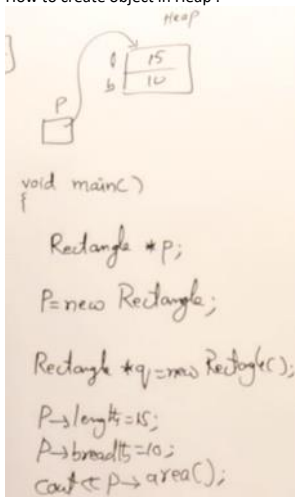 How to create object in Heap ?
Heap
l 15
b 10
P
void main()
{
Rectangle *p;
P=new Rectangle;
Rectangle *q=new Rectangle();
P→length=15;
P→breadth=10;
cout << P→area();